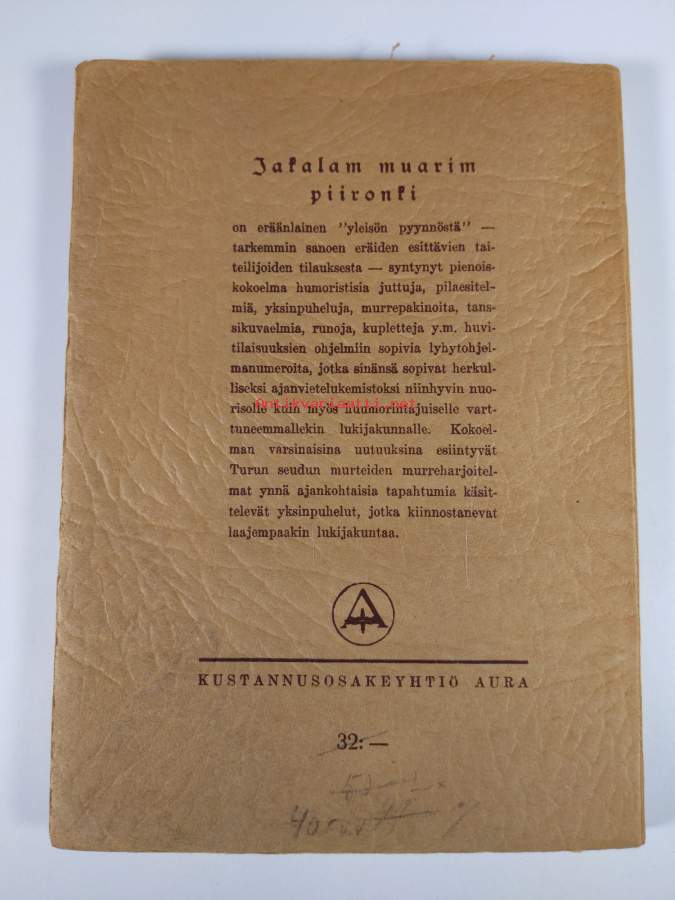 Jakalam muarim
piironki
on eräänlainen "yleisön pyynnöstä" —
tarkemmin sanoen eräiden esittävien tai-
teilijoiden tilauksesta — syntynyt pienois-
kokoelma humoristisia juttuja, pilaesitel-
miä, yksinpuheluja, murrepakinoita, tans-
sikuvaelmia, runoja, kupletteja y.m. huvi-
tilaisuuksien ohjelmiin sopivia lyhytohjel-
manumeroita, jotka sinänsä sopivat herkul-
liseksi ajanvietelukemistoksi niinhyvin nuo-
Antikvariaatti.net
risolle kuin myös huumorintajuiselle vart-
tuneemmallekin lukijakunnalle. Kokoel-
man varsinaisina uutuuksina esiintyvät
Turun seudun murteiden murreharjoitel-
mat ynnä ajankohtaisia tapahtumia käsit-
televät yksinpuhelut, jotka kiinnostanevat
laajempaakin lukijakuntaa.
A
KUSTANNUSOSAKEYHTIÖ AURA
32: —